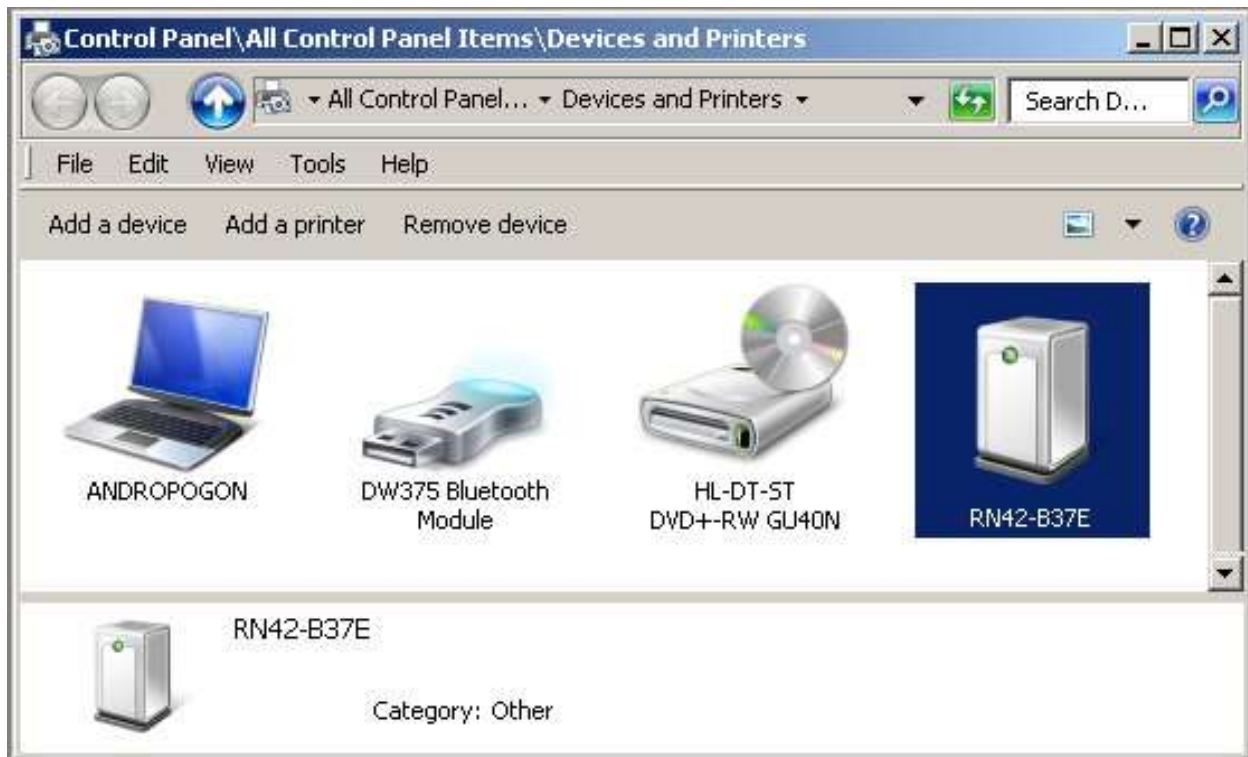 Control Panel\All Control Panel Items\Devices and Printers
All Control Panel... Devices and Printers Search D...
File Edit View Tools Help
Add a device Add a printer Remove device
ANDROPOGON
DW375 Bluetooth
Module
HL-DT-ST
DVD+-RW GU40N
RN42-B37E
RN42-B37E
Category: Other